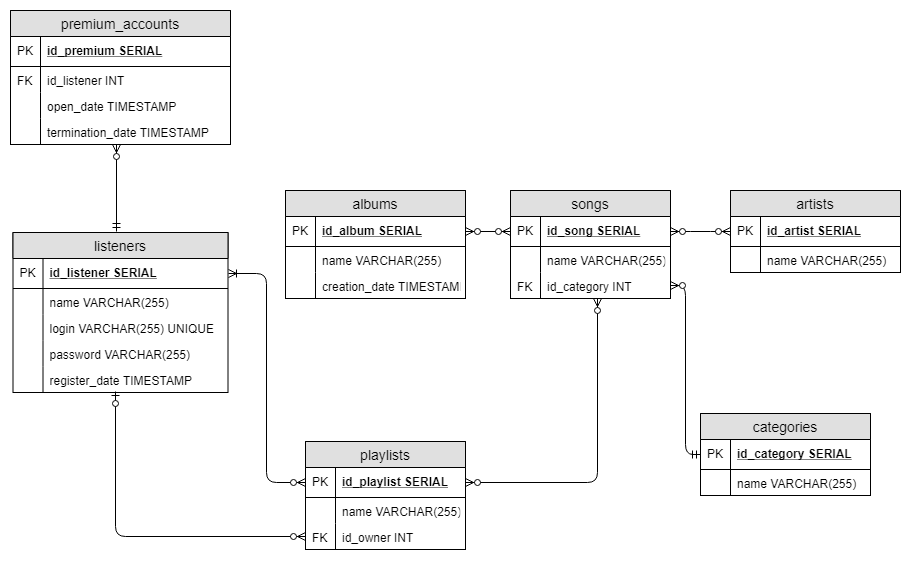 premium_accounts
PK id_premium SERIAL
FK id_listener INT
open_date TIMESTAMP
termination_date TIMESTAMP
listeners
PK id_listener SERIAL
name VARCHAR(255)
login VARCHAR(255) UNIQUE
password VARCHAR(255)
register_date TIMESTAMP
albums
PK id_album SERIAL
name VARCHAR(255)
creation_date TIMESTAM
songs
PK id_song SERIAL
name VARCHAR(255)
FK id_category INT
artists
PK id_artist SERIAL
name VARCHAR(255)
playlists
PK id_playlist SERIAL
name VARCHAR(255)
FK id_owner INT
categories
PK id_category SERIAL
name VARCHAR(255)